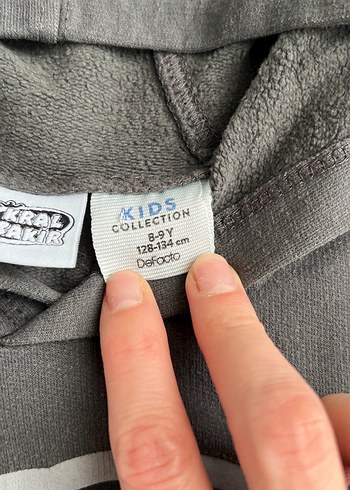 KRAL
ŞAKİR
KIDS
COLLECTION
8-9 Y
128-134 cm
DeFacto